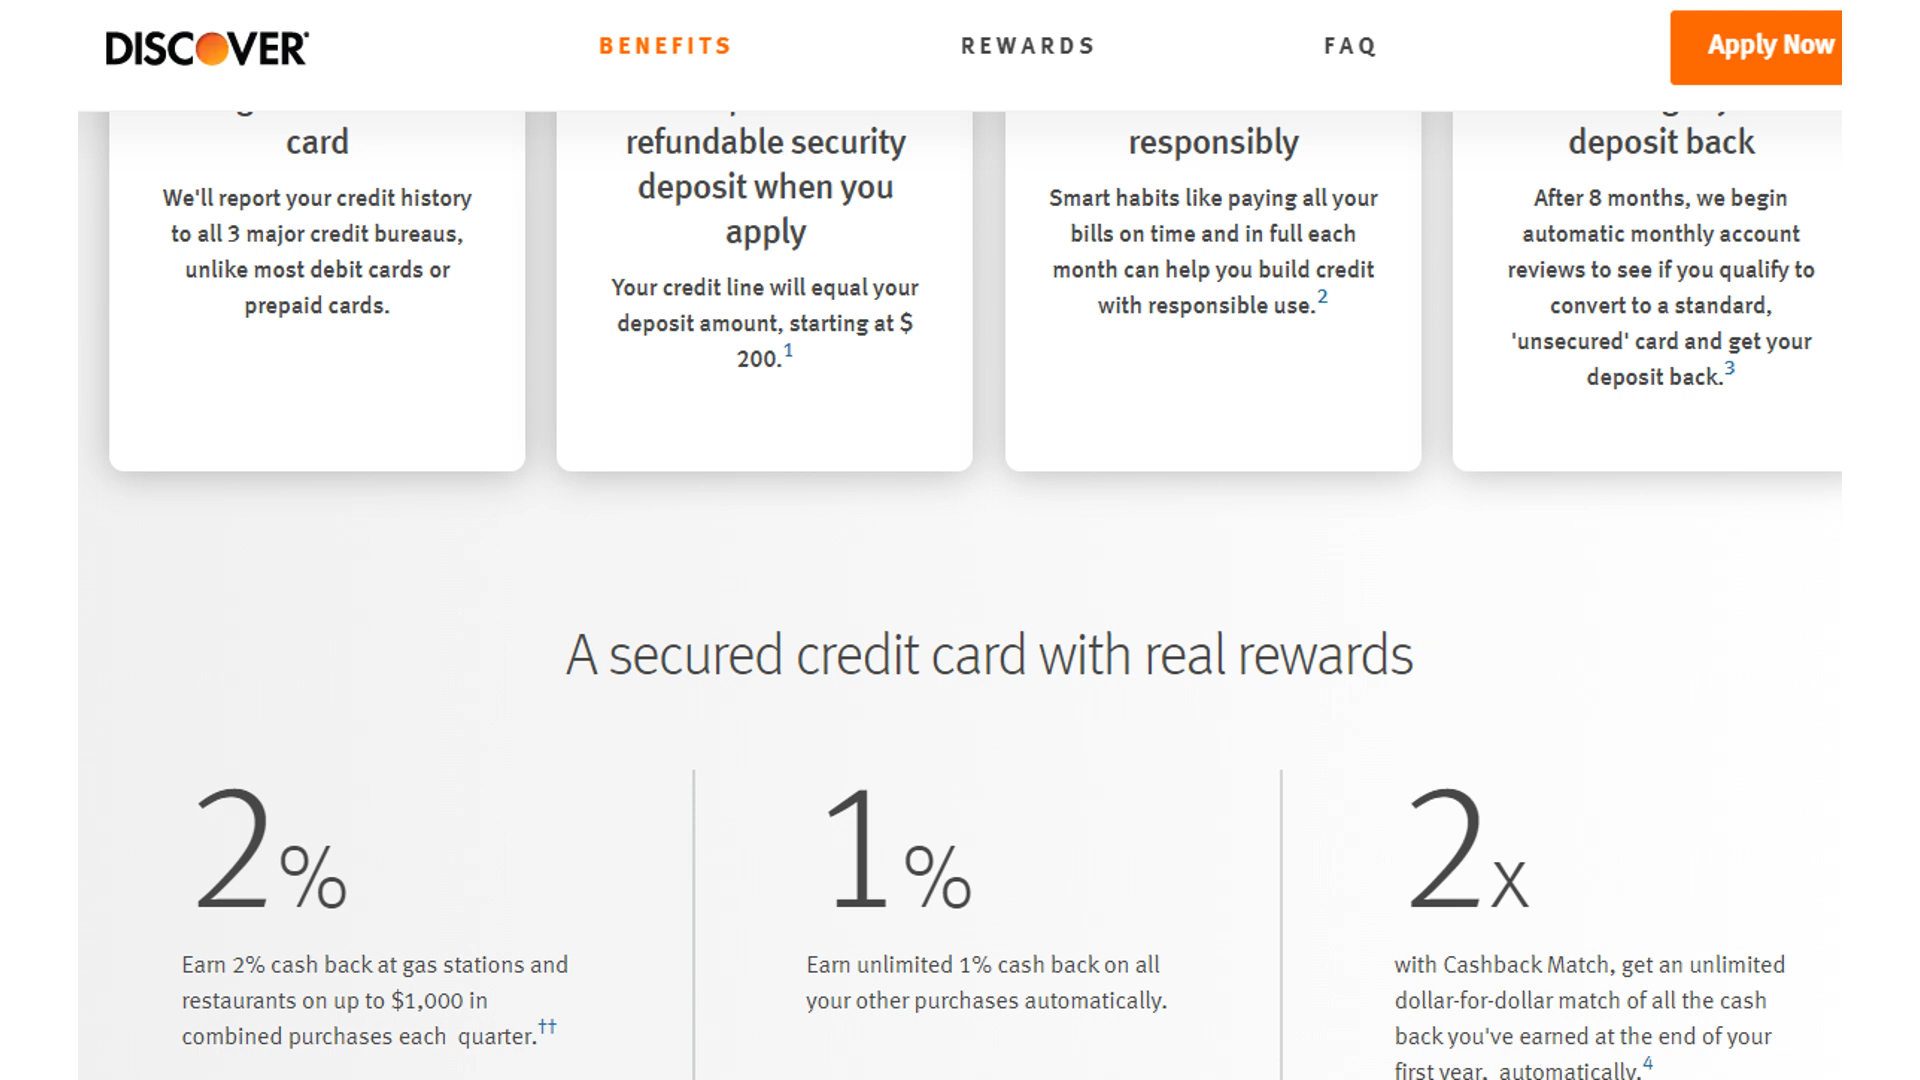 DISCOVER
BENEFITS
REWARDS
FAQ
Apply Now
card
We'll report your credit history
to all 3 major credit bureaus,
unlike most debit cards or
prepaid cards.
refundable security
deposit when you
apply
Your credit line will equal your
deposit amount, starting at $
200.1
responsibly
Smart habits like paying all your
bills on time and in full each
month can help you build credit
with responsible use.2
deposit back
After 8 months, we begin
automatic monthly account
reviews to see if you qualify to
convert to a standard,
'unsecured' card and get your
deposit back.3
A secured credit card with real rewards
2%
Earn 2% cash back at gas stations and
restaurants on up to $1,000 in
combined purchases each quarter.††
1%
Earn unlimited 1% cash back on all
your other purchases automatically.
2x
with Cashback Match, get an unlimited
dollar-for-dollar match of all the cash
back you've earned at the end of your
first year, automatically.4